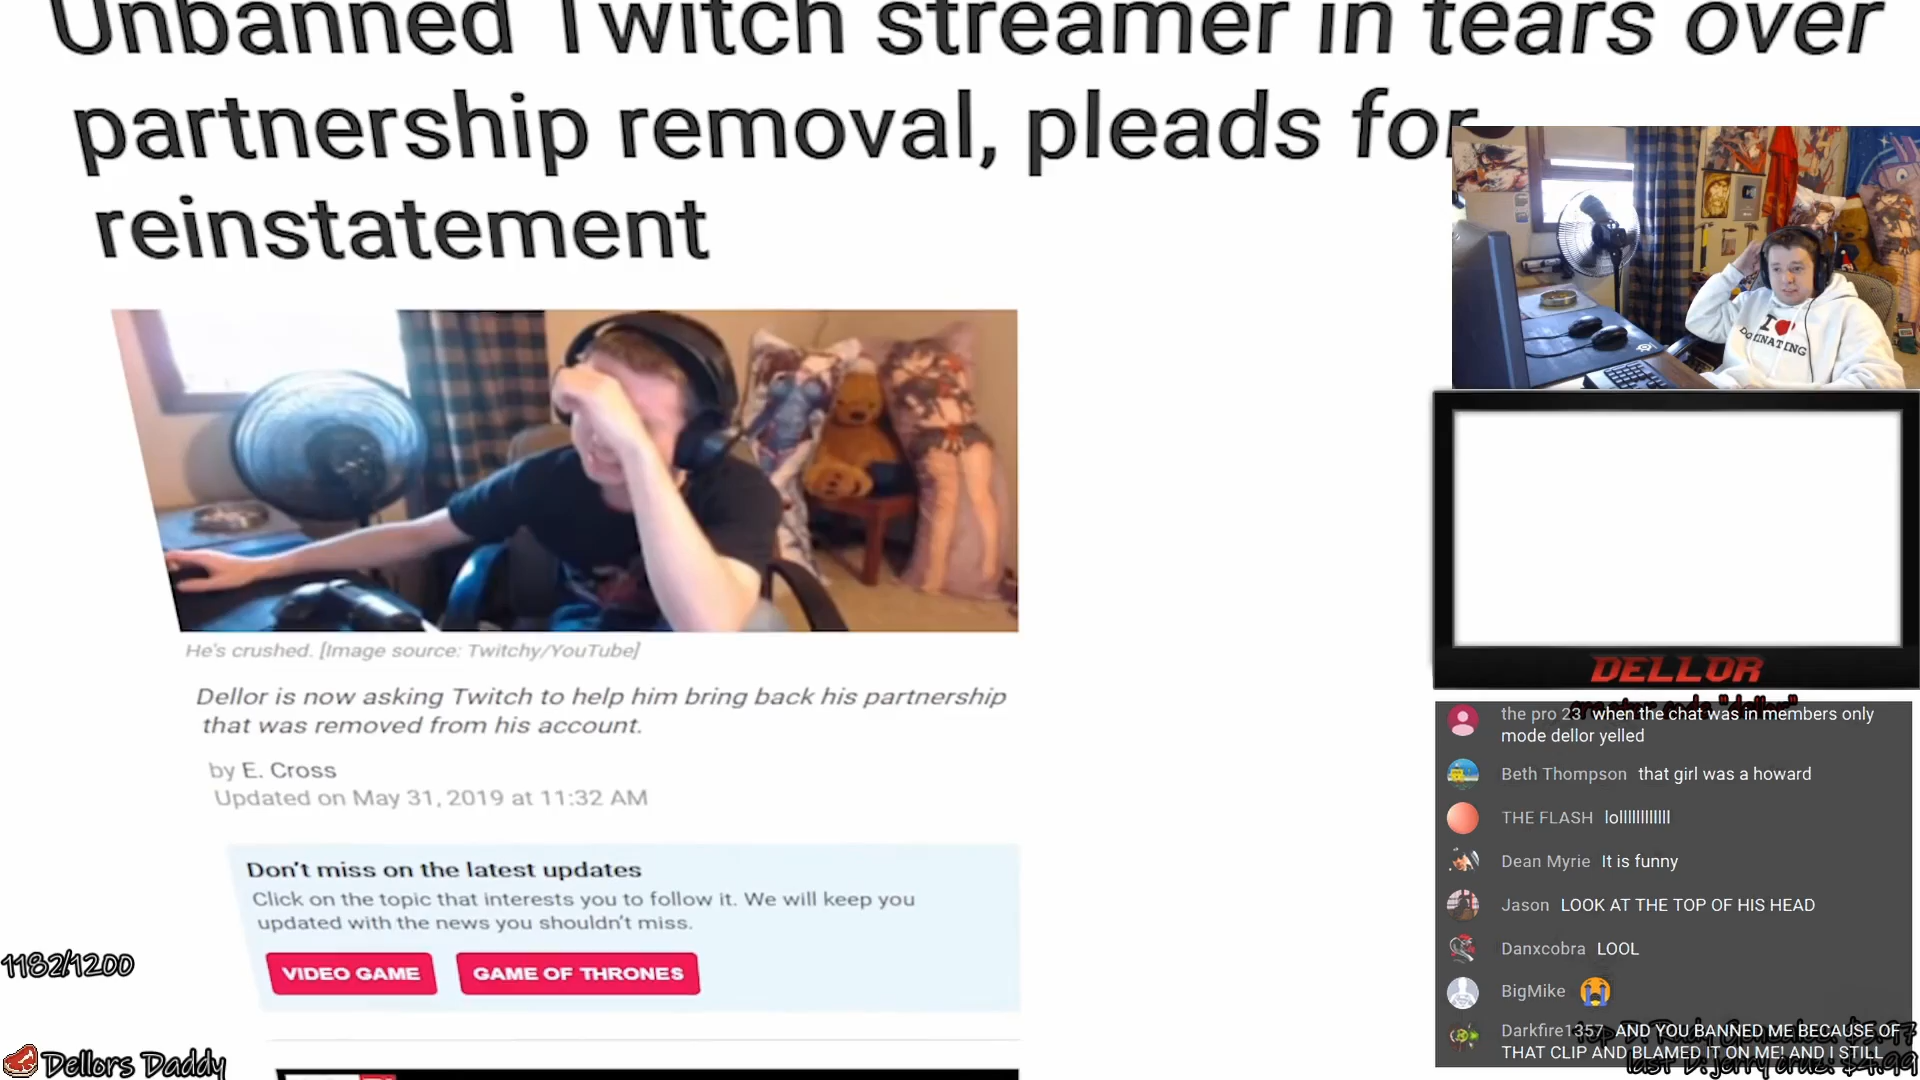 Unbanned Twitch streamer in tears over
partnership removal, pleads for
reinstatement
He's crushed. [Image source: Twitchy/YouTube]
Dellor is now asking Twitch to help him bring back his partnership
that was removed from his account.
by E. Cross
Updated on May 31, 2019 at 11:32 AM
Don't miss on the latest updates
Click on the topic that interests you to follow it. We will keep you
updated with the news you shouldn't miss.
VIDEO GAME
GAME OF THRONES
1182/1200
Dellors Daddy
I
DOMINATING
DELLOR
the pro 23 when the chat was in members only
mode dellor yelled
Beth Thompson that girl was a howard
THE FLASH lolllllllllllll
Dean Myrie It is funny
Jason LOOK AT THE TOP OF HIS HEAD
Danxcobra LOOL
BigMike 😭
Darkfire1357 AND YOU BANNED ME BECAUSE OF
THAT CLIP AND BLAMED IT ON ME! AND I STILL